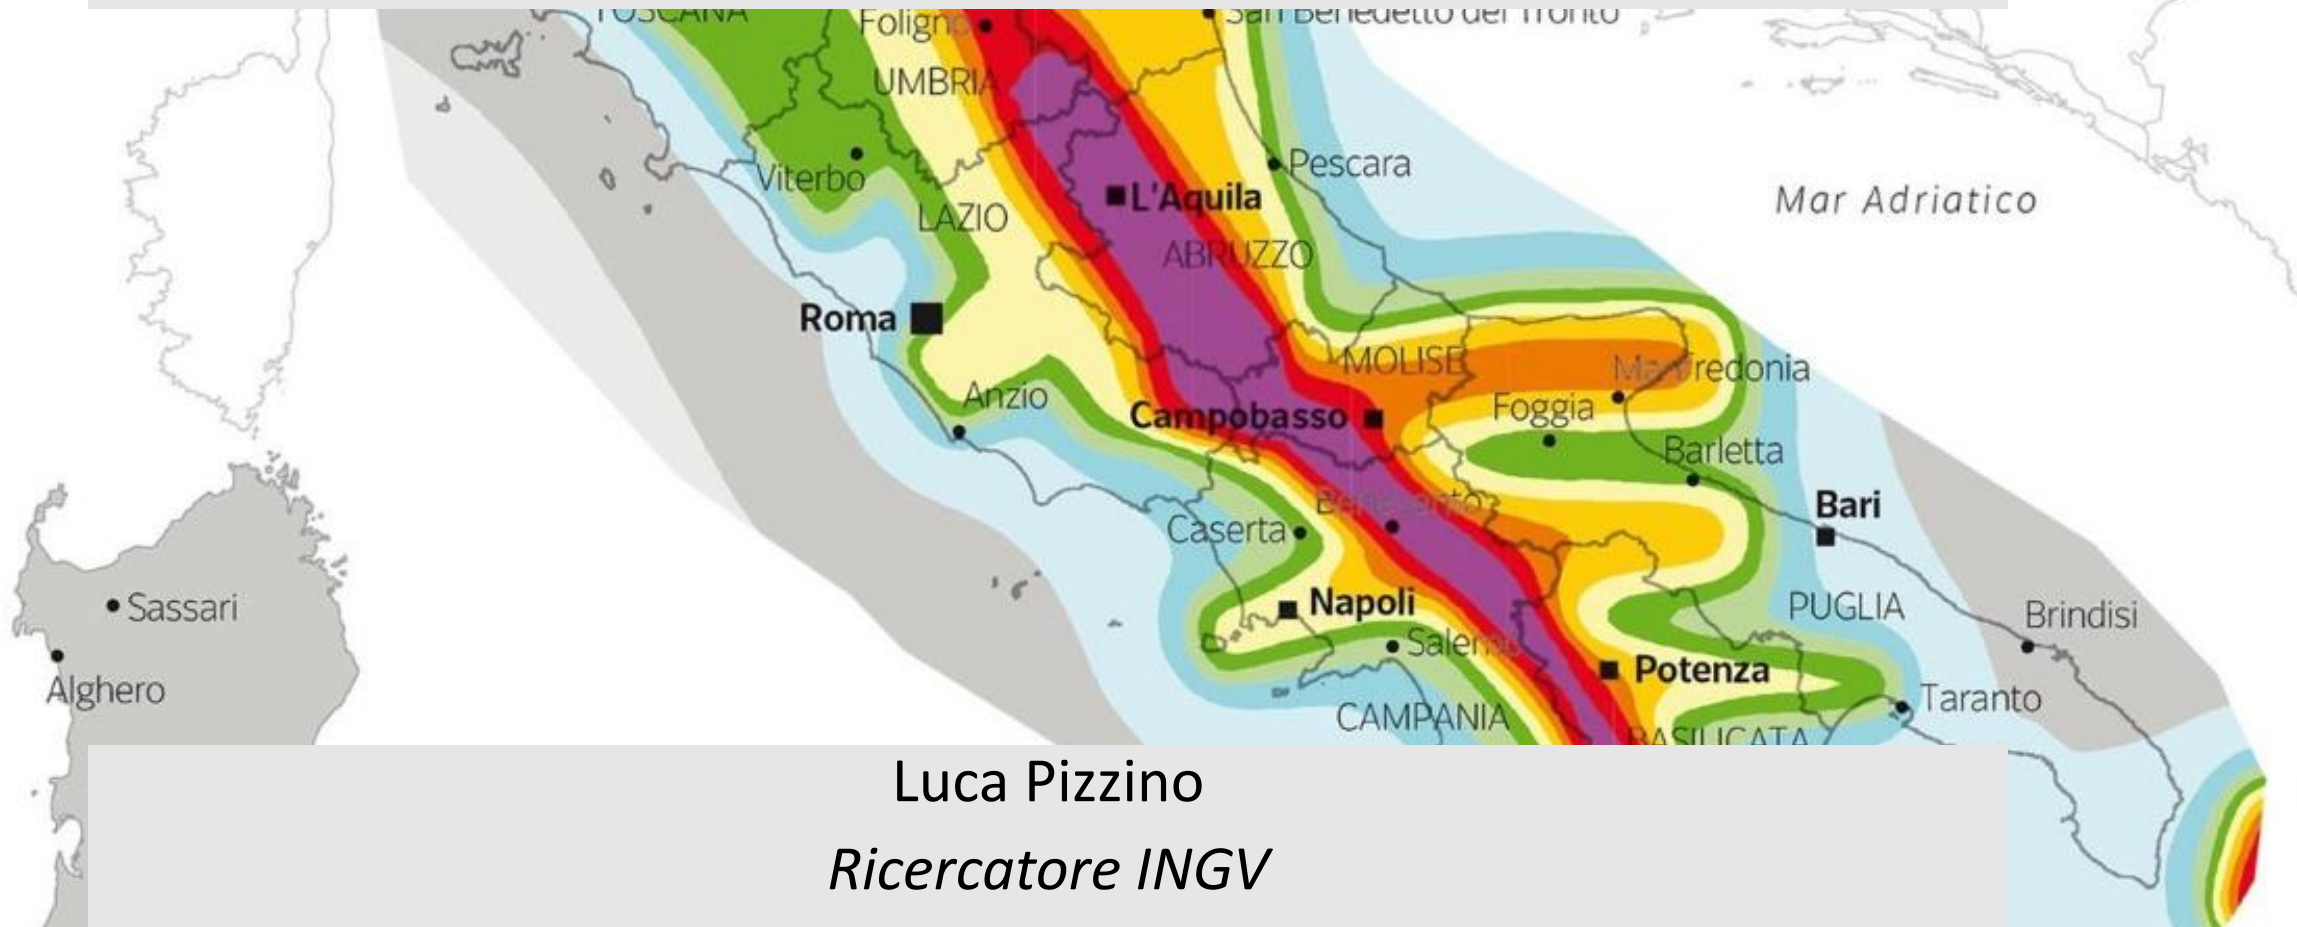 TOSCANA
Foligno
San Benedetto del Tronto
UMBRIA
Viterbo
Pescara
L'Aquila
Mar Adriatico
LAZIO
ABRUZZO
Roma
MOLISE
Manfredonia
Anzio
Campobasso
Foggia
Barletta
Benevento
Bari
Caserta
Sassari
Napoli
PUGLIA
Brindisi
Salerno
Potenza
Alghero
Taranto
CAMPANIA
BASILICATA
Luca Pizzino
Ricercatore INGV